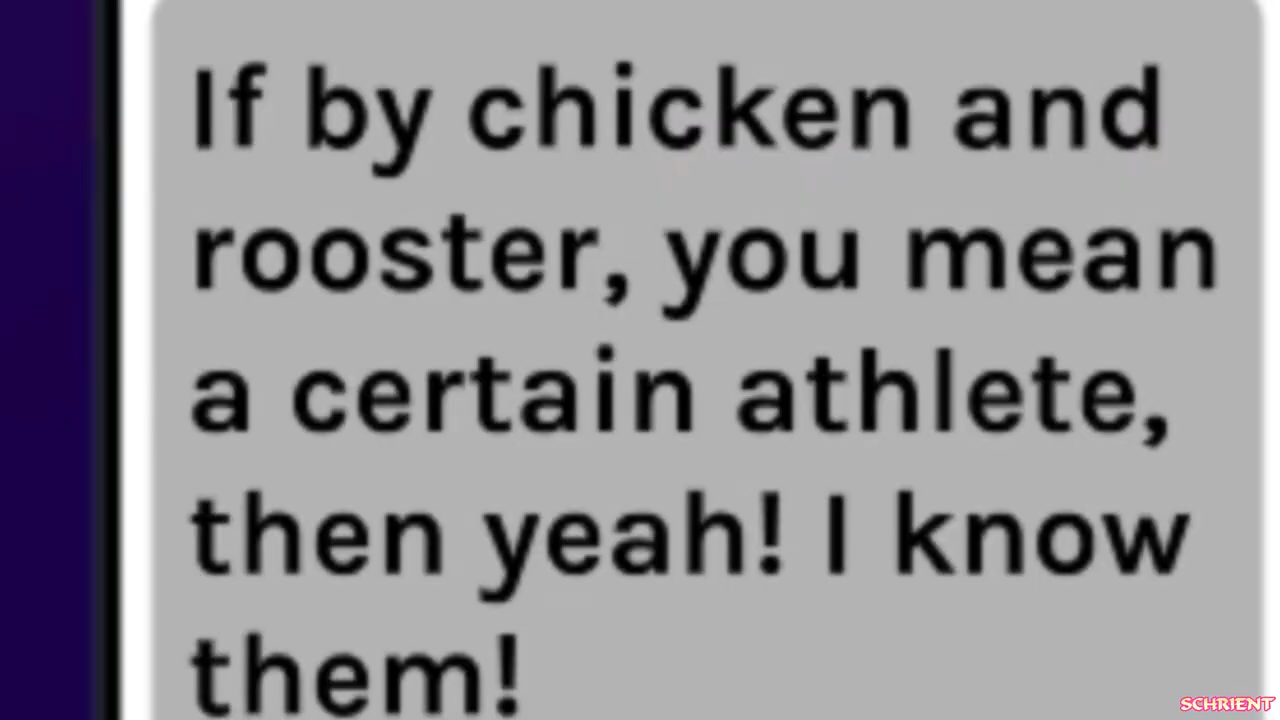 If by chicken and
rooster, you mean
a certain athlete,
then yeah! I know
them!
SCHRIENT